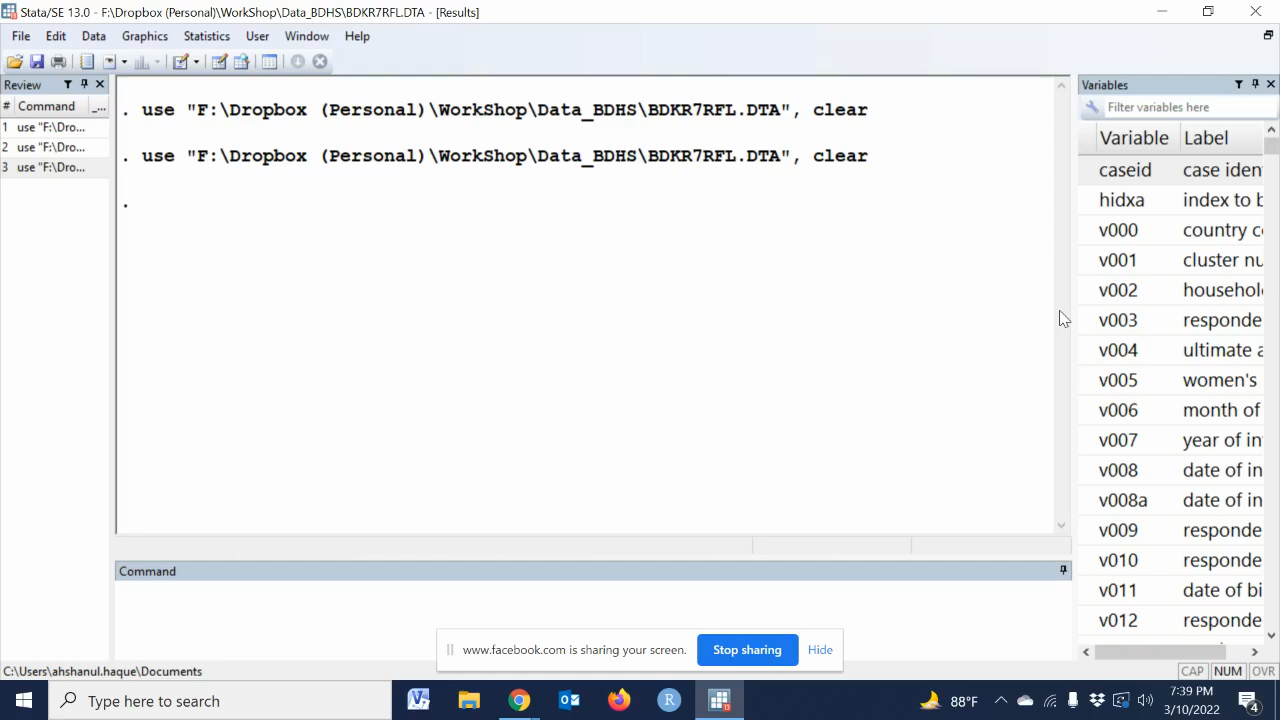 Stata/SE 13.0 - F:\Dropbox (Personal)\WorkShop\Data_BDHS\BDKR7RFL.DTA - [Results]
File Edit Data Graphics Statistics User Window Help
Review
# Command _...
1 use "F:\Dro...
2 use "F:\Dro...
3 use "F:\Dro...
. use "F:\Dropbox (Personal)\WorkShop\Data_BDHS\BDKR7RFL.DTA", clear
. use "F:\Dropbox (Personal)\WorkShop\Data_BDHS\BDKR7RFL.DTA", clear
.
Command
Variables
Filter variables here
Variable Label
caseid case iden
hidxa index to b
v000 country c
v001 cluster nu
v002 househol
v003 responde
v004 ultimate a
v005 women's
v006 month of
v007 year of in
v008 date of in
v008a date of in
v009 responde
v010 responde
v011 date of bi
v012 responde
www.facebook.com is sharing your screen. Stop sharing Hide
C:\Users\ahshanul.haque\Documents
CAP NUM OVR
Type here to search
88°F
7:39 PM
3/10/2022
4